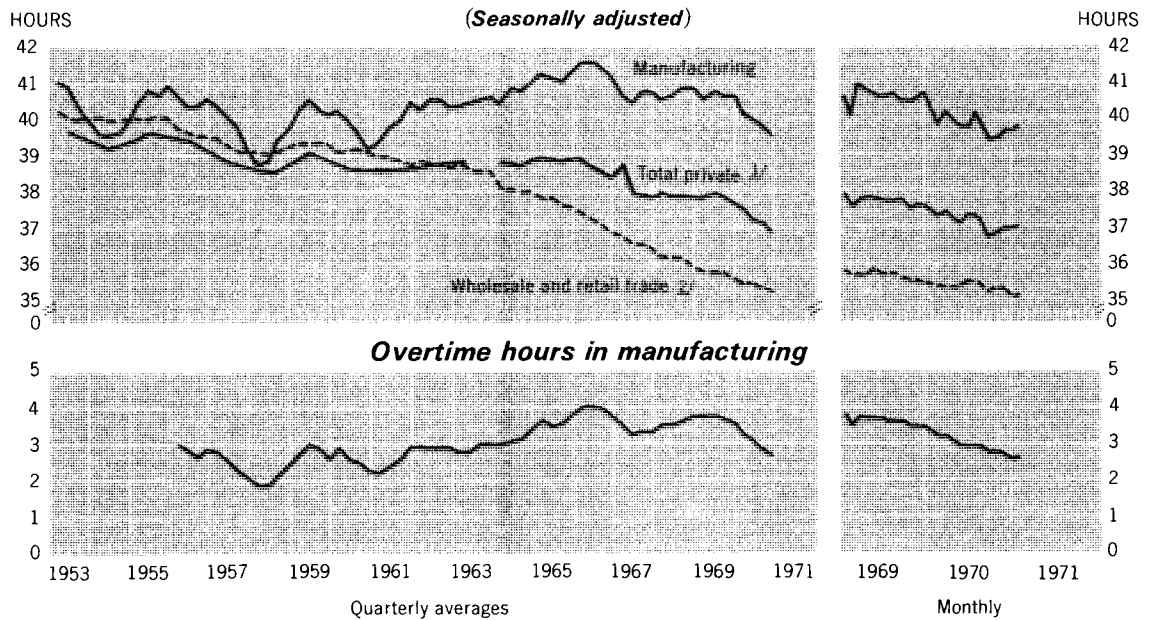 (Seasonally adjusted)
HOURS
HOURS
42
41
40
39
38
37
36
35
0
Manufacturing
Total private 1/
Wholesale and retail trade 2/
42
41
40
39
38
37
36
35
0
Overtime hours in manufacturing
5
4
3
2
1
0
5
4
3
2
1
0
1953 1955 1957 1959 1961 1963 1965 1967 1969 1971
1969 1970 1971
Quarterly averages
Monthly